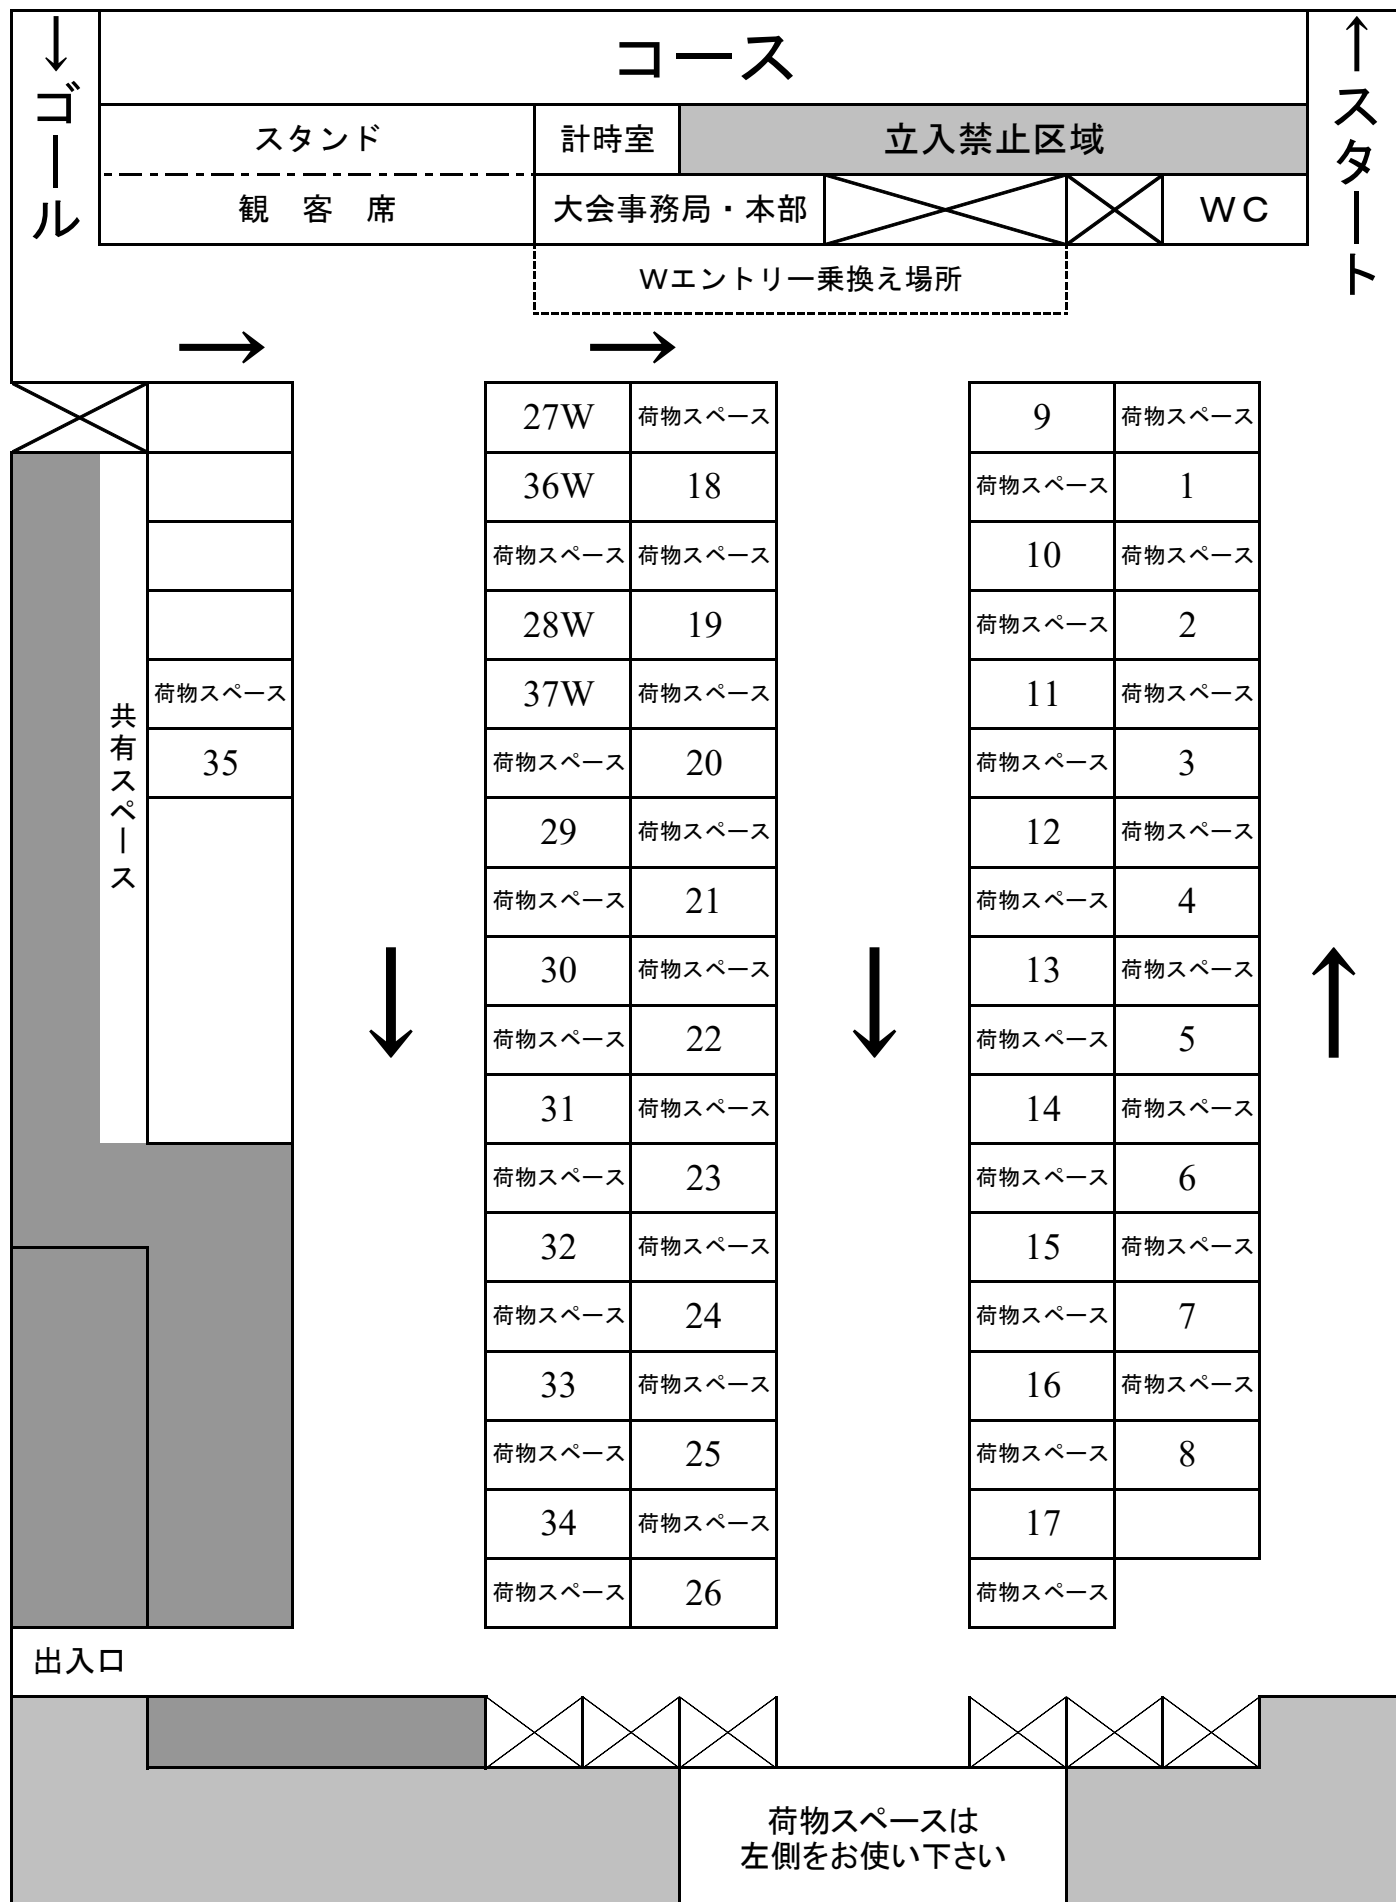 ↓ゴール
コース
↑スタート
スタンド
計時室
立入禁止区域
観 客 席
大会事務局・本部
WC
Wエントリー乗換え場所
→ →
27W 荷物スペース 9 荷物スペース
36W 18 荷物スペース 1
荷物スペース 荷物スペース 10 荷物スペース
28W 19 荷物スペース 2
荷物スペース 37W 荷物スペース 11 荷物スペース
共有スペース
35 荷物スペース 20 荷物スペース 3
29 荷物スペース 12 荷物スペース
荷物スペース 21 荷物スペース 4
30 荷物スペース 13 荷物スペース
↓ ↓ ↑
荷物スペース 22 荷物スペース 5
31 荷物スペース 14 荷物スペース
荷物スペース 23 荷物スペース 6
32 荷物スペース 15 荷物スペース
荷物スペース 24 荷物スペース 7
33 荷物スペース 16 荷物スペース
荷物スペース 25 荷物スペース 8
34 荷物スペース 17
荷物スペース 26 荷物スペース
出入口
荷物スペースは
左側をお使い下さい